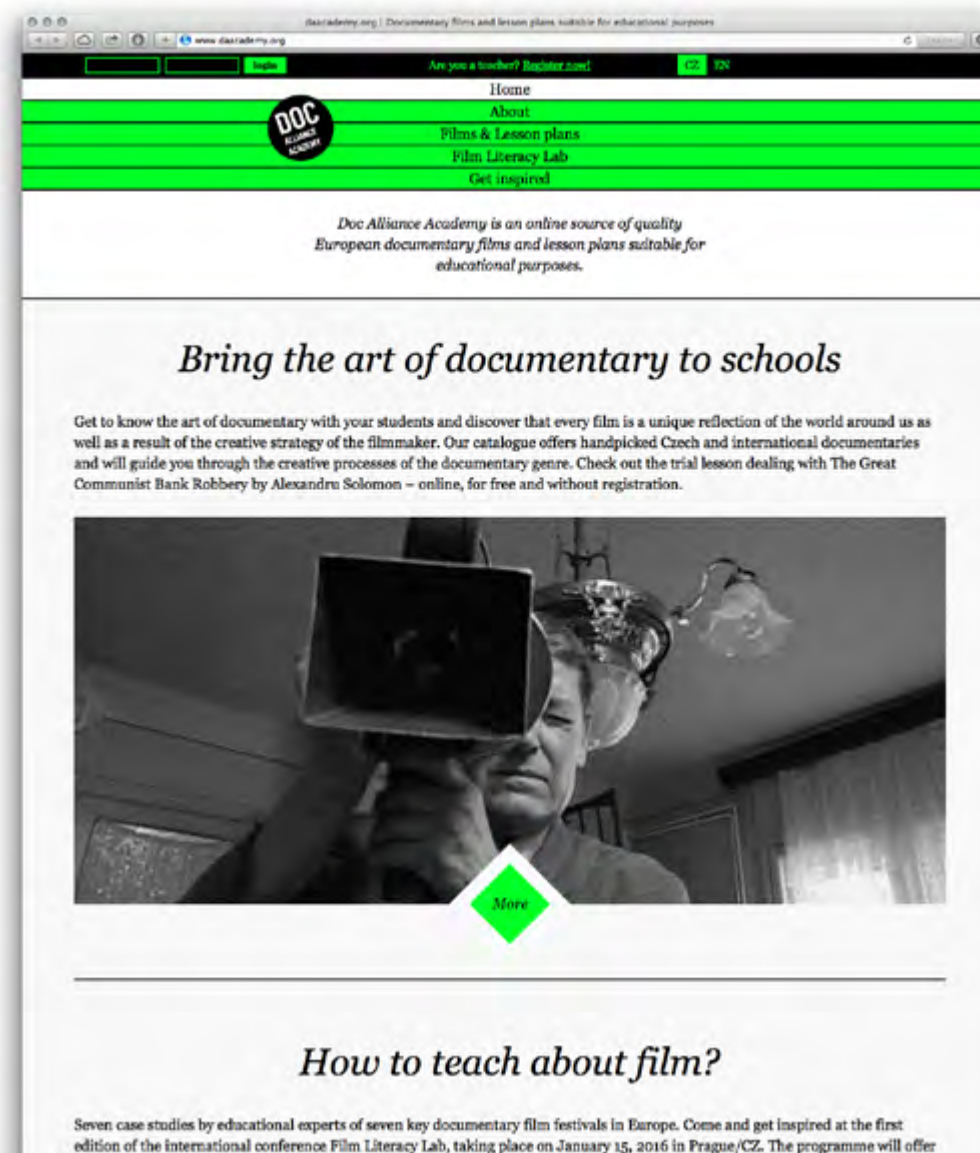 daacademy.org | Documentary films and lesson plans suitable for educational purposes
www.daacademy.org
login
Are you a teacher? Register now!
CZ EN
Home
About
Films & Lesson plans
Film Literacy Lab
Get inspired
DOC
ALLIANCE
ACADEMY
Doc Alliance Academy is an online source of quality
European documentary films and lesson plans suitable for
educational purposes.
Bring the art of documentary to schools
Get to know the art of documentary with your students and discover that every film is a unique reflection of the world around us as
well as a result of the creative strategy of the filmmaker. Our catalogue offers handpicked Czech and international documentaries
and will guide you through the creative processes of the documentary genre. Check out the trial lesson dealing with The Great
Communist Bank Robbery by Alexandru Solomon – online, for free and without registration.
More
How to teach about film?
Seven case studies by educational experts of seven key documentary film festivals in Europe. Come and get inspired at the first
edition of the international conference Film Literacy Lab, taking place on January 15, 2016 in Prague/CZ. The programme will offer